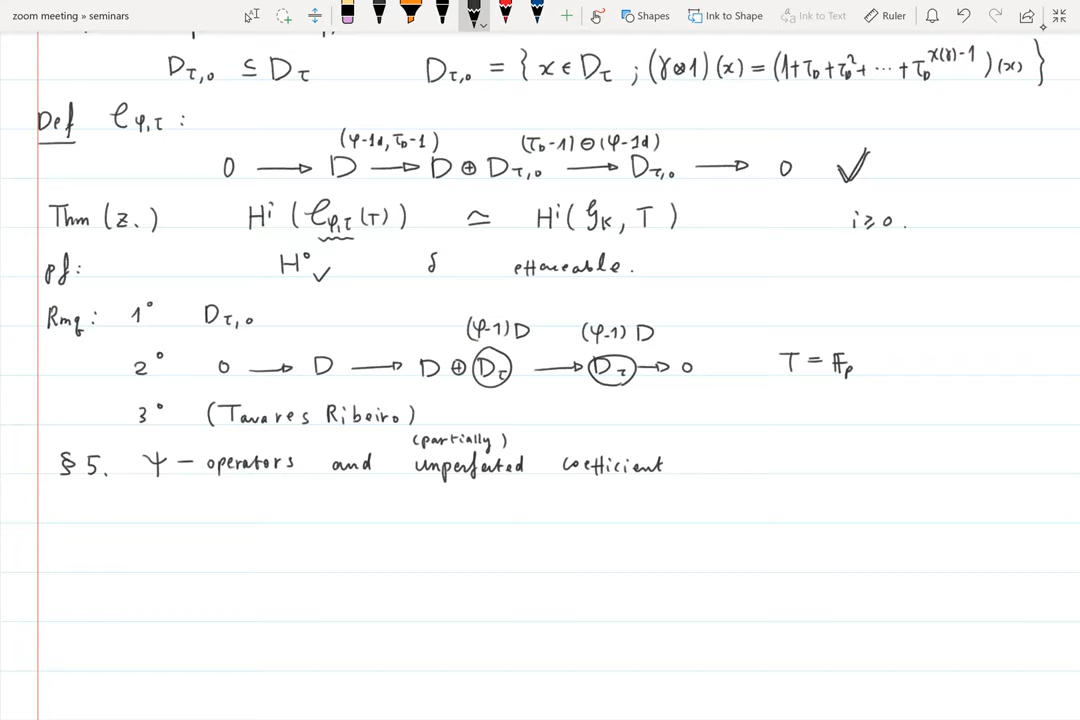 zoom meeting » seminars
Shapes Ink to Shape Ink to Text Ruler
D_{τ,0} ⊆ D_τ D_{τ,0} = { x ∈ D_τ ; (γ⊗1)(x) = (1+τ_D+τ_D^2+ ⋯ +τ_D^{χ(γ)-1})(x) }
Def C_{φ,τ} :
(φ-id, τ_D-1) (τ_D-1)⊖(φ-id)
0 → D → D ⊕ D_{τ,0} → D_{τ,0} → 0 ✓
Thm (Z.) H^i ( C_{φ,τ}(T) ) ≃ H^i ( G_K, T ) i ≥ 0.
pf: H^0 ✓ δ effaceable.
Rmq: 1° D_{τ,0}
(φ-1)D (φ-1)D
2° 0 → D → D ⊕ D_τ → D_τ → 0 T = F_p
3° (Tavares Ribeiro)
(partially)
§ 5. Ψ - operators and unperfected coefficient